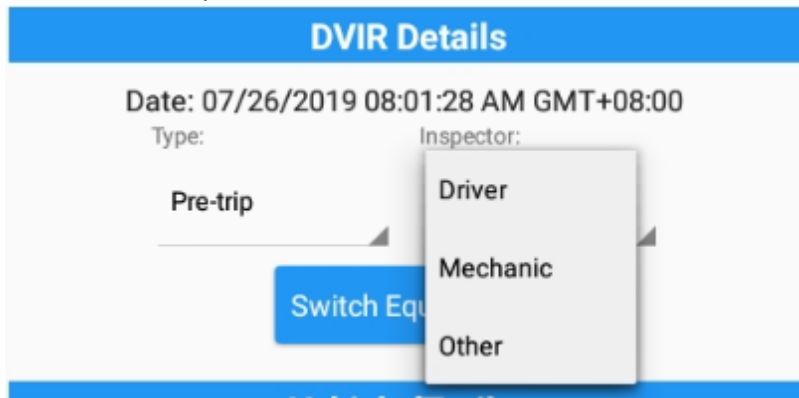 DVIR Details
Date: 07/26/2019 08:01:28 AM GMT+08:00
Type: Inspector:
Pre-trip
Driver
Mechanic
Switch
Other